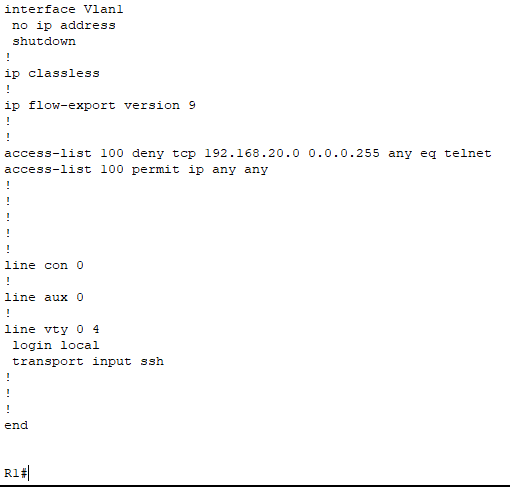 interface Vlan1
 no ip address
 shutdown
!
ip classless
!
ip flow-export version 9
!
!
access-list 100 deny tcp 192.168.20.0 0.0.0.255 any eq telnet
access-list 100 permit ip any any
!
!
!
!
!
line con 0
!
line aux 0
!
line vty 0 4
 login local
 transport input ssh
!
!
!
end
R1#